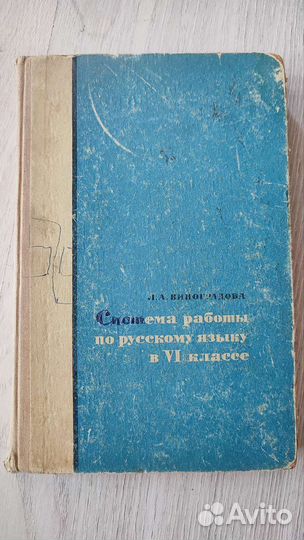 Л.А.ВИНОГРАДОВА
Система работы
по русскому языку
в VI классе
Avito